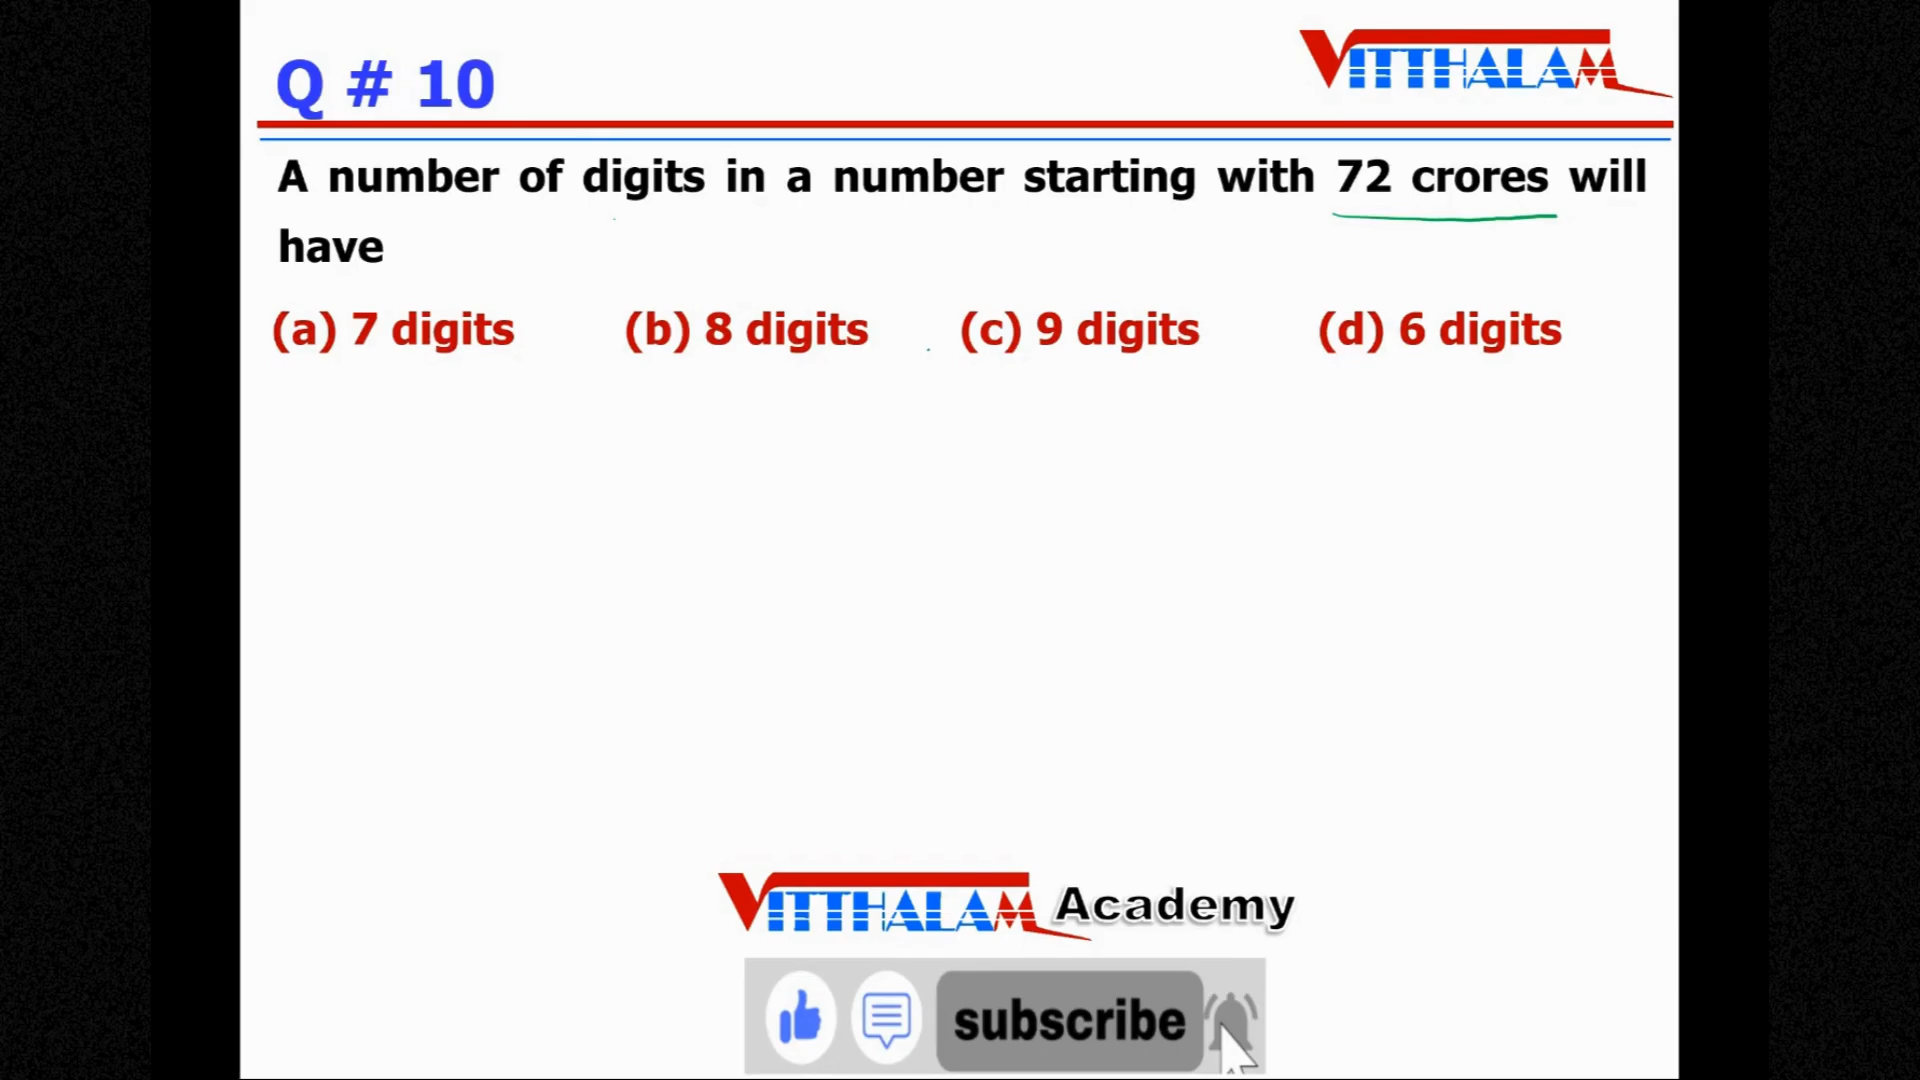 Q # 10
VITTHALAM
A number of digits in a number starting with 72 crores will
have
(a) 7 digits (b) 8 digits (c) 9 digits (d) 6 digits
VITTHALAM Academy
subscribe